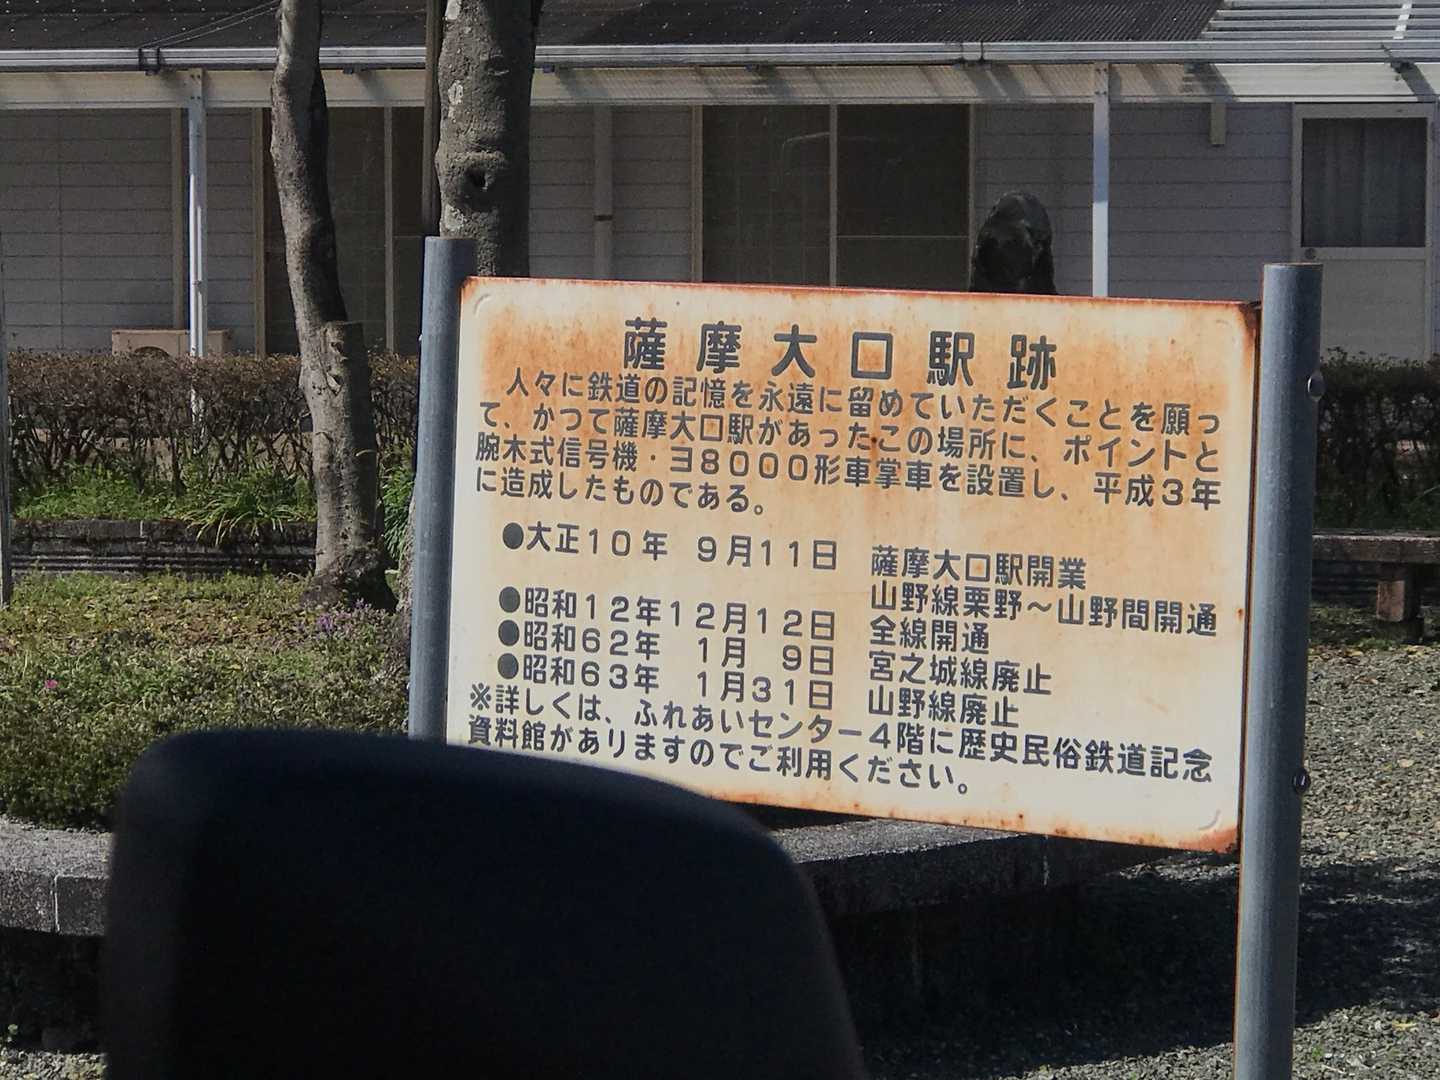 薩摩大口駅跡
人々に鉄道の記憶を永遠に留めていただくことを願っ
て、かつて薩摩大口駅があったこの場所に、ポイントと
腕木式信号機・ヨ8000形車掌車を設置し、平成3年
に造成したものである。
●大正10年 9月11日 薩摩大口駅開業
山野線栗野～山野間開通
●昭和12年12月12日 全線開通
●昭和62年 1月 9日 宮之城線廃止
●昭和63年 1月31日 山野線廃止
※詳しくは、ふれあいセンター4階に歴史民俗鉄道記念
資料館がありますのでご利用ください。